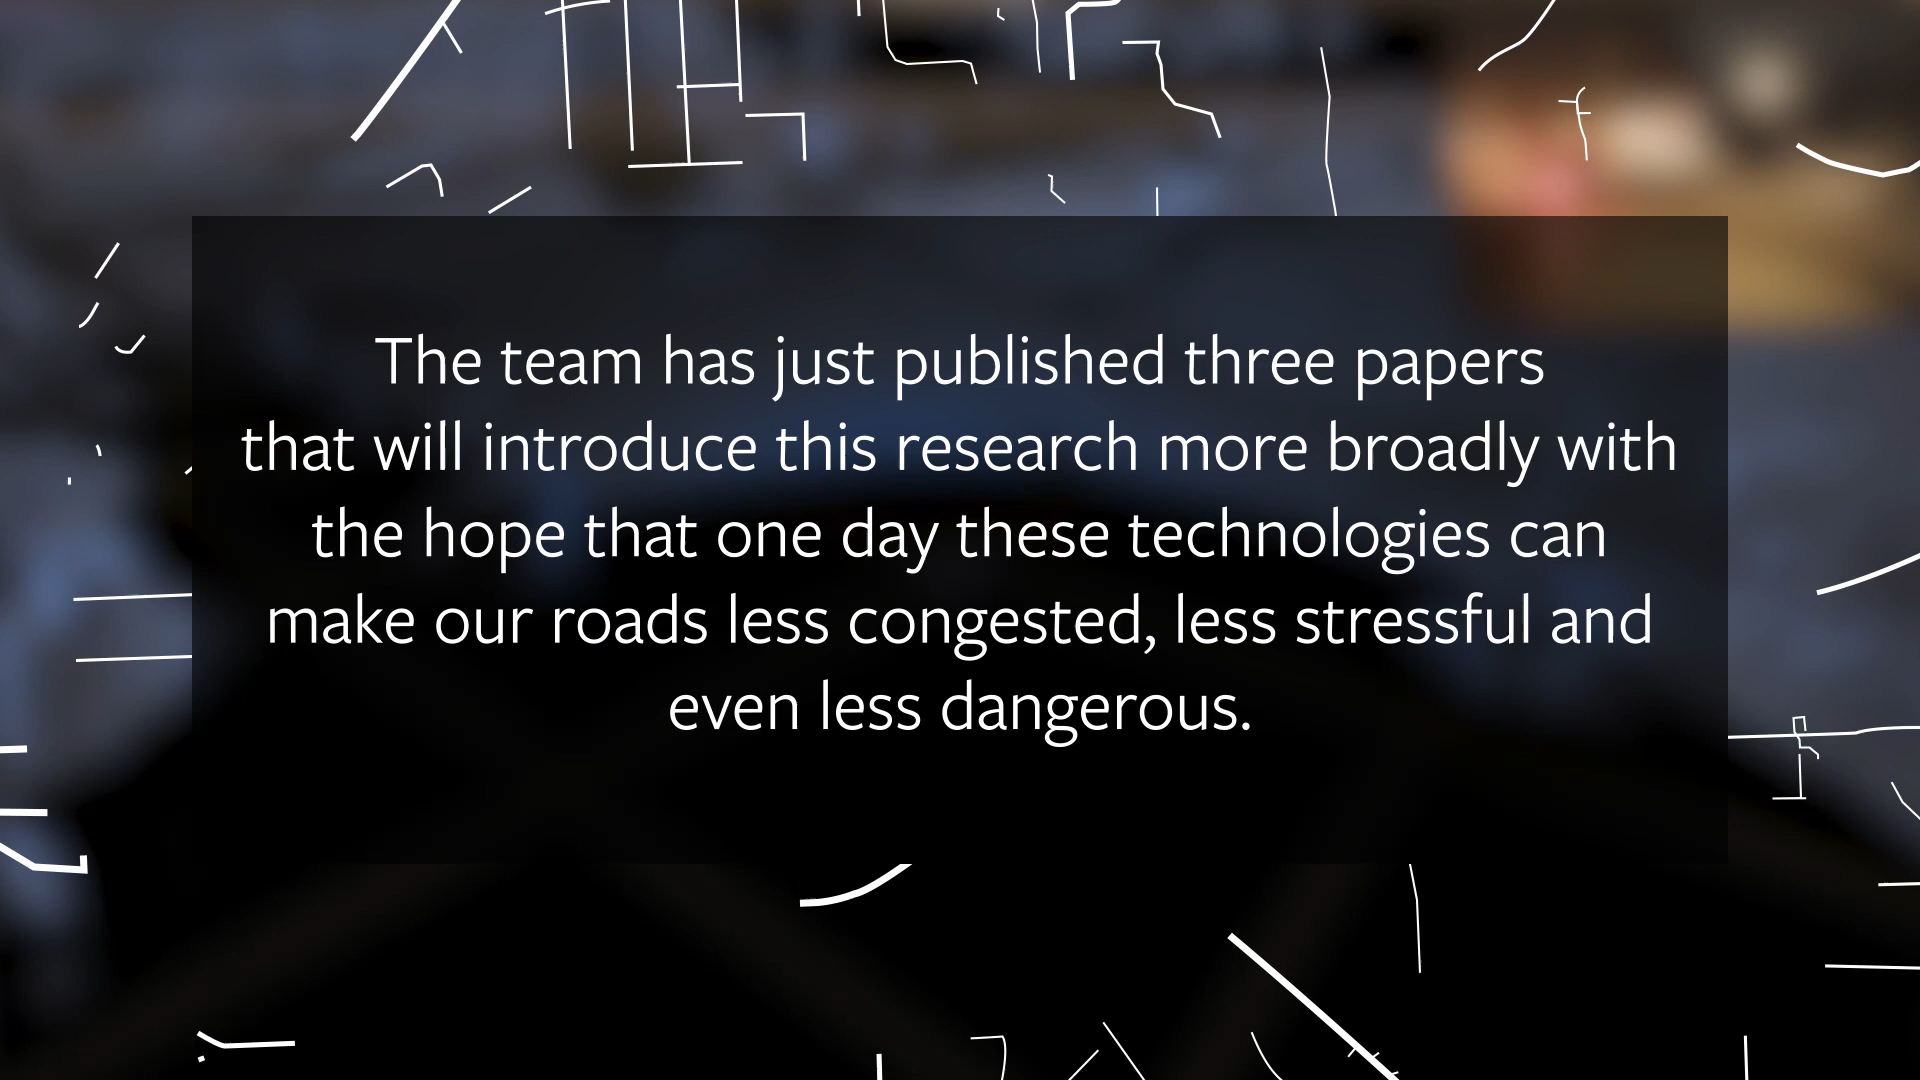 The team has just published three papers
that will introduce this research more broadly with
the hope that one day these technologies can
make our roads less congested, less stressful and
even less dangerous.